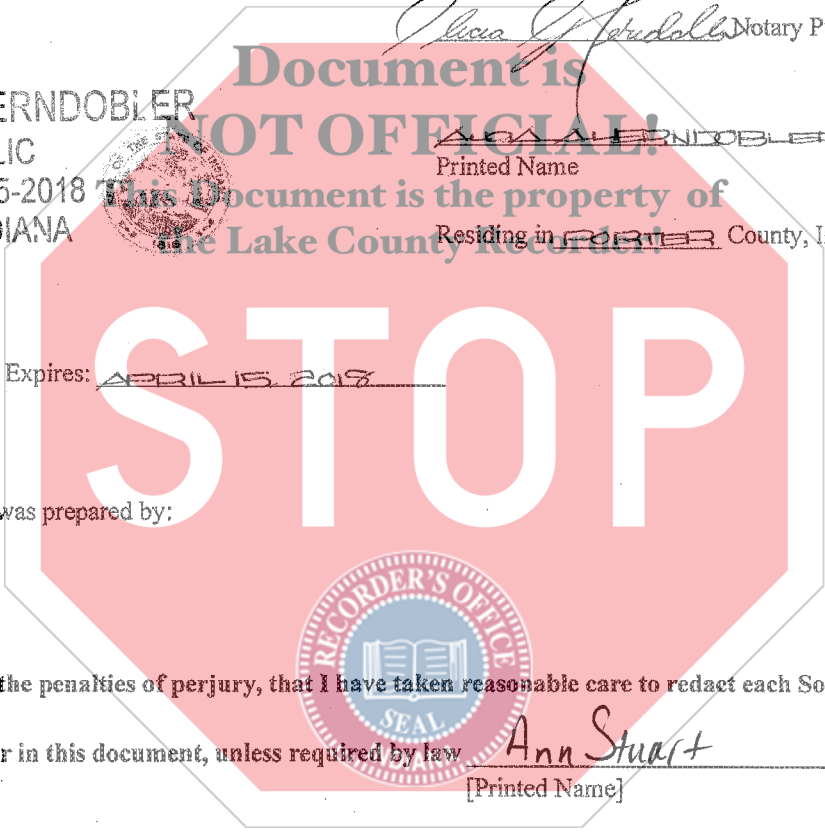 Notary P
Document is
ERNDOBLER
NOT OFFICIAL!
LIC
HERNDOBLER
Printed Name
5-2018
This Document is the property of
DIANA
the Lake County Recorder!
Residing in PORTER County, I
STOP
Expires: APRIL 15, 2018
was prepared by:
RECORDER'S OFFICE
SEAL
the penalties of perjury, that I have taken reasonable care to redact each So
r in this document, unless required by law Ann Stuart
[Printed Name]